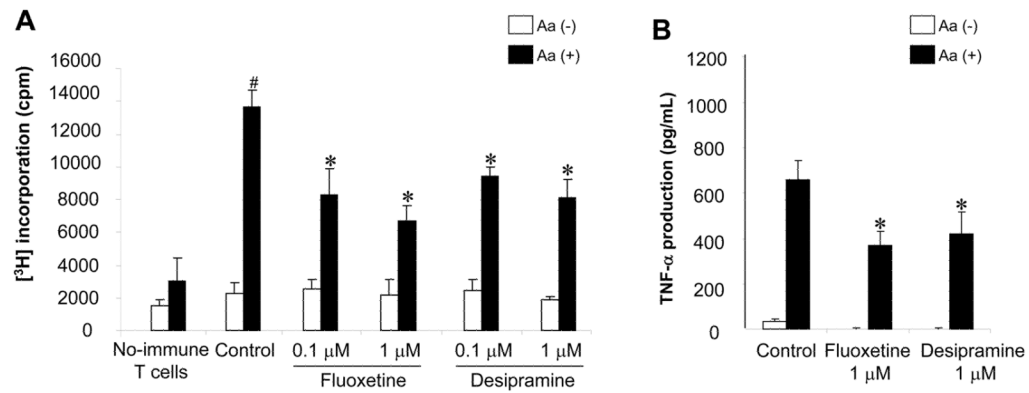 A
Aa (-)
Aa (+)
[³H] incorporation (cpm)
16000
14000
12000
10000
8000
6000
4000
2000
0
#
*
*
*
*
No-immune
T cells
Control
0.1 μM
1 μM
0.1 μM
1 μM
Fluoxetine
Desipramine
B
Aa (-)
Aa (+)
TNF-α production (pg/mL)
1200
1000
800
600
400
200
0
*
*
Control
Fluoxetine
1 μM
Desipramine
1 μM